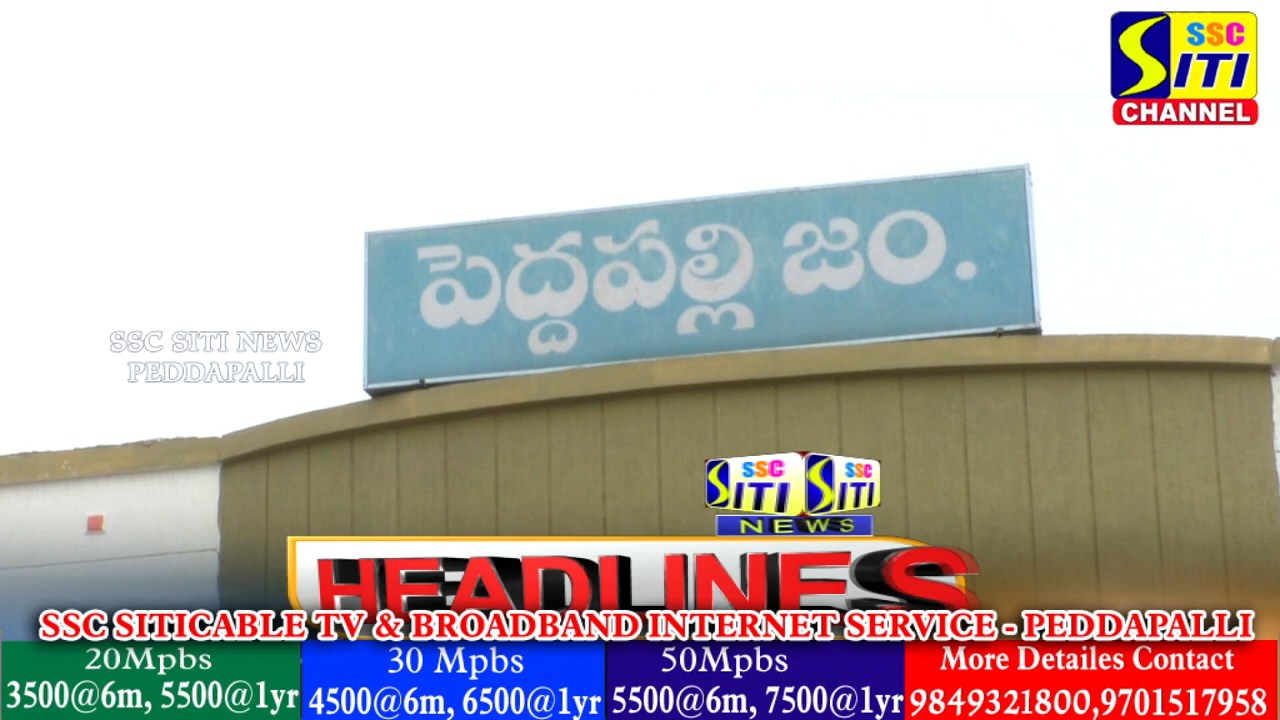 SSC
SITI
CHANNEL
పెద్దపల్లి జం.
SSC SITI NEWS
PEDDAPALLI
SSC SSC
SITI SITI
NEWS
HEADLINES
SSC SITICABLE TV & BROADBAND INTERNET SERVICE - PEDDAPALLI
20Mpbs 30 Mpbs 50Mpbs More Detailes Contact
3500@6m, 5500@1yr 4500@6m, 6500@1yr 5500@6m, 7500@1yr 9849321800,9701517958